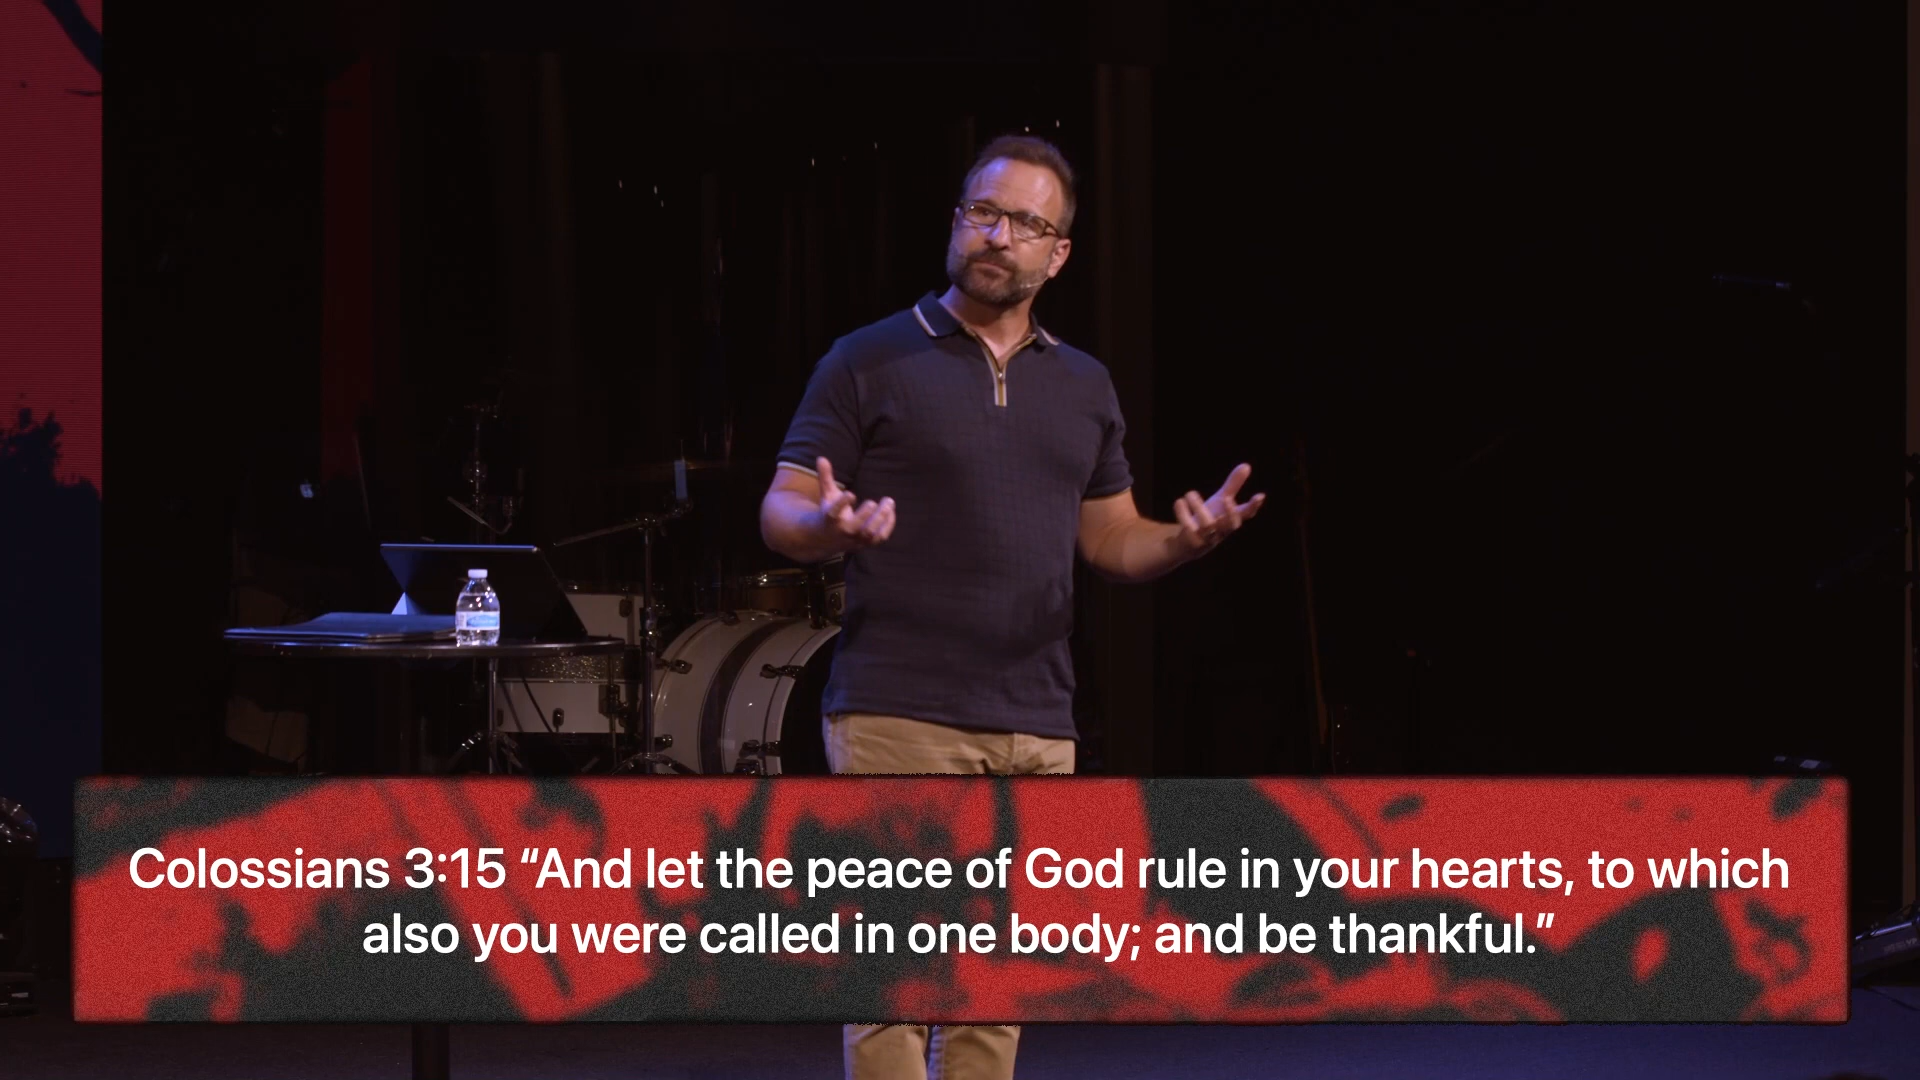 Colossians 3:15 “And let the peace of God rule in your hearts, to which
also you were called in one body; and be thankful.”